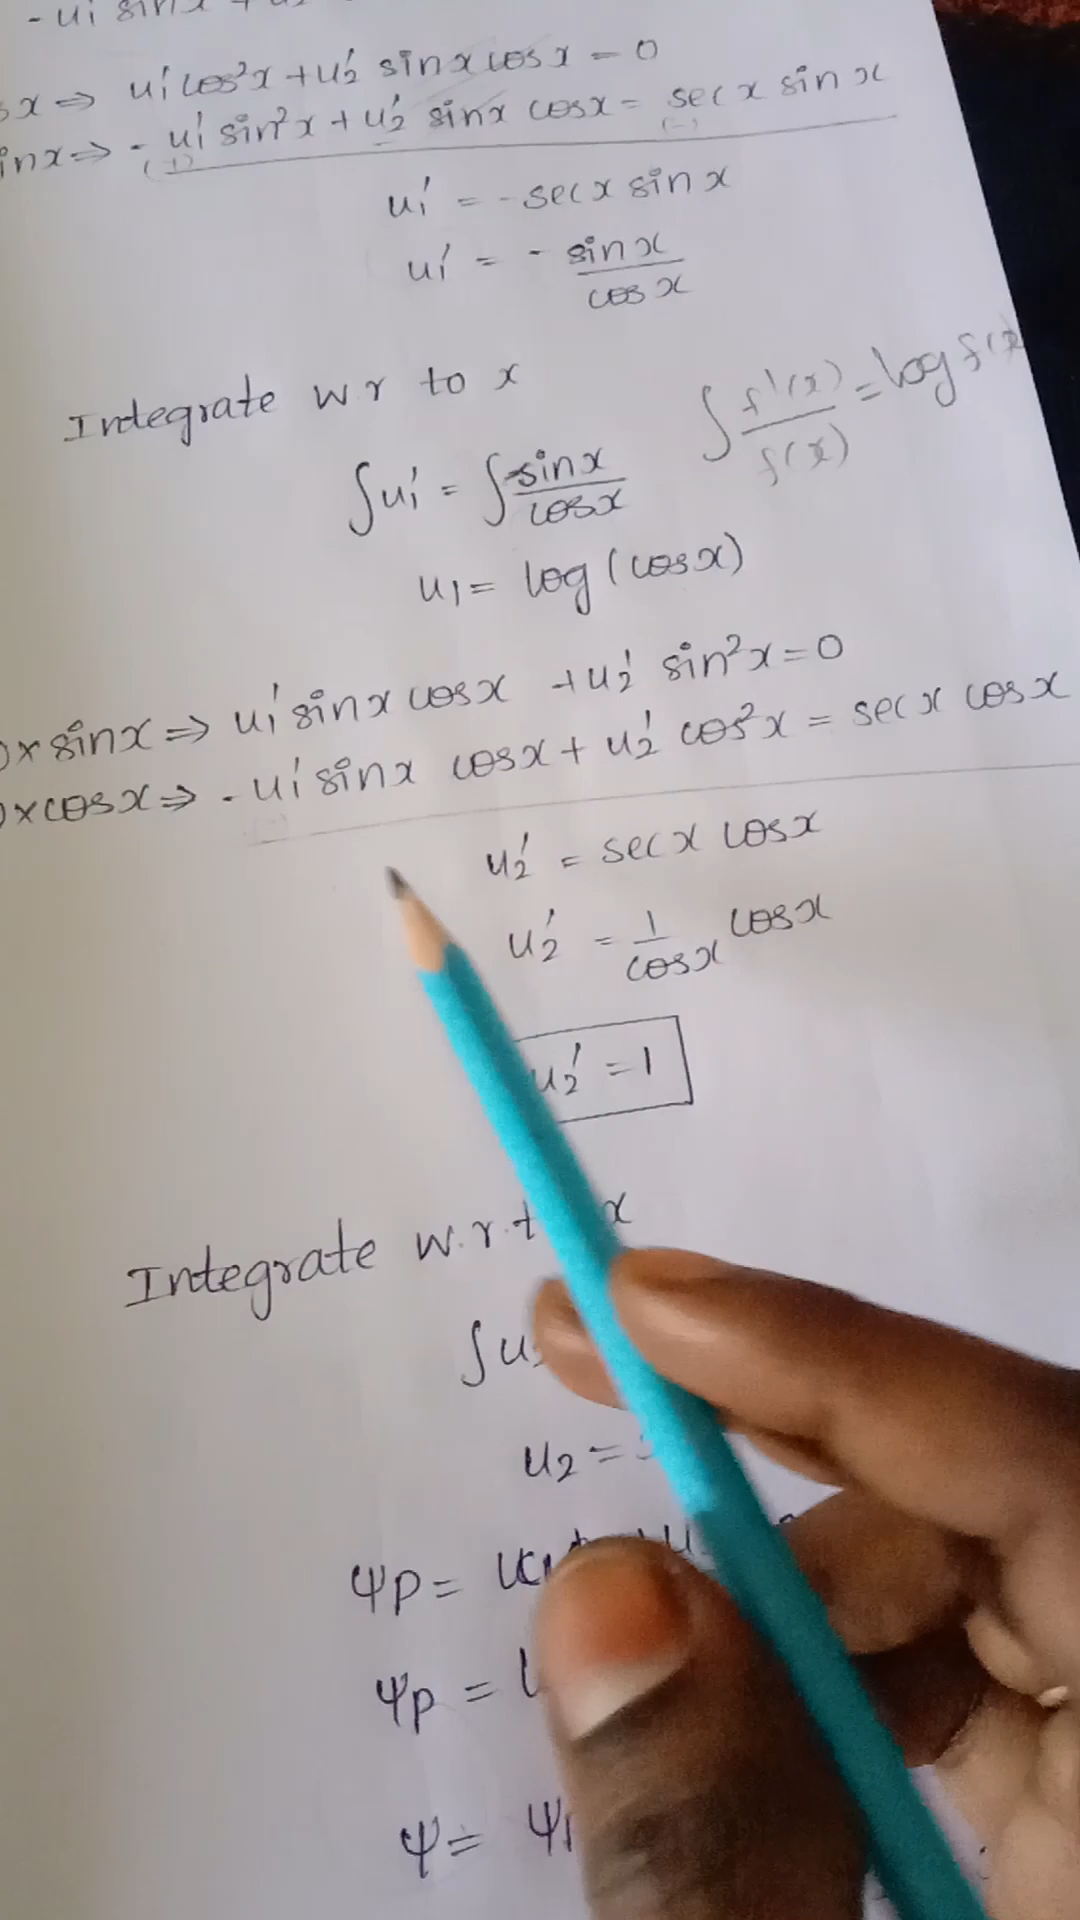 - u₁' sin x + u₂'
s x ⇒ u₁' cos²x + u₂' sin x cos x = 0
in x ⇒ - u₁' sin²x + u₂' sin x cos x = sec x sin x
(+) - (-)
u₁' = - sec x sin x
u₁' = - sin x / cos x
Integrate w r to x
∫ f'(x) / f(x) = log f(x
∫ u₁' = ∫ -sin x / cos x
u₁ = log (cos x)
) x sin x ⇒ u₁' sin x cos x + u₂' sin²x = 0
) x cos x ⇒ - u₁' sin x cos x + u₂' cos²x = sec x cos x
u₂' = sec x cos x
u₂' = 1 / cos x cos x
u₂' = 1
Integrate w.r.t x
∫ u
u₂ =
ψp =
ψp =
ψ = ψ